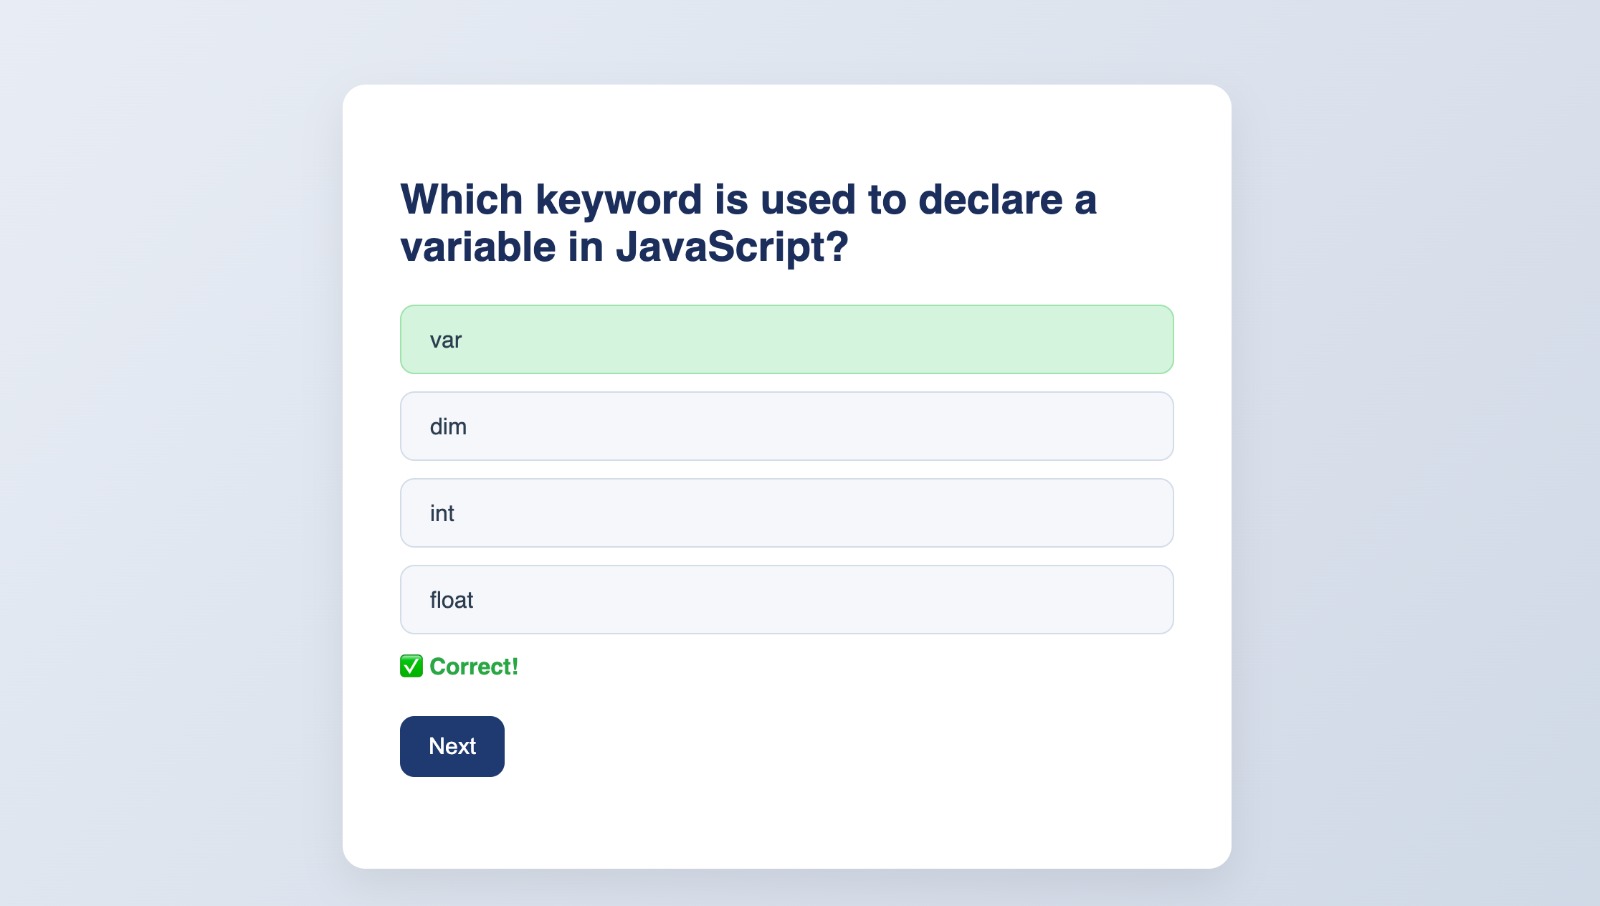 Which keyword is used to declare a
variable in JavaScript?
var
dim
int
float
✅ Correct!
Next